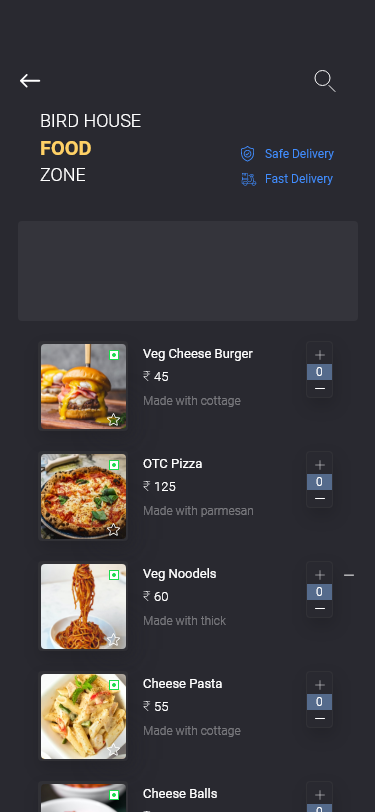 BIRD HOUSE
FOOD
ZONE
Safe Delivery
Fast Delivery
Veg Cheese Burger
₹ 45
Made with cottage
0
OTC Pizza
₹ 125
Made with parmesan
0
Veg Noodels
₹ 60
Made with thick
0
Cheese Pasta
₹ 55
Made with cottage
0
Cheese Balls